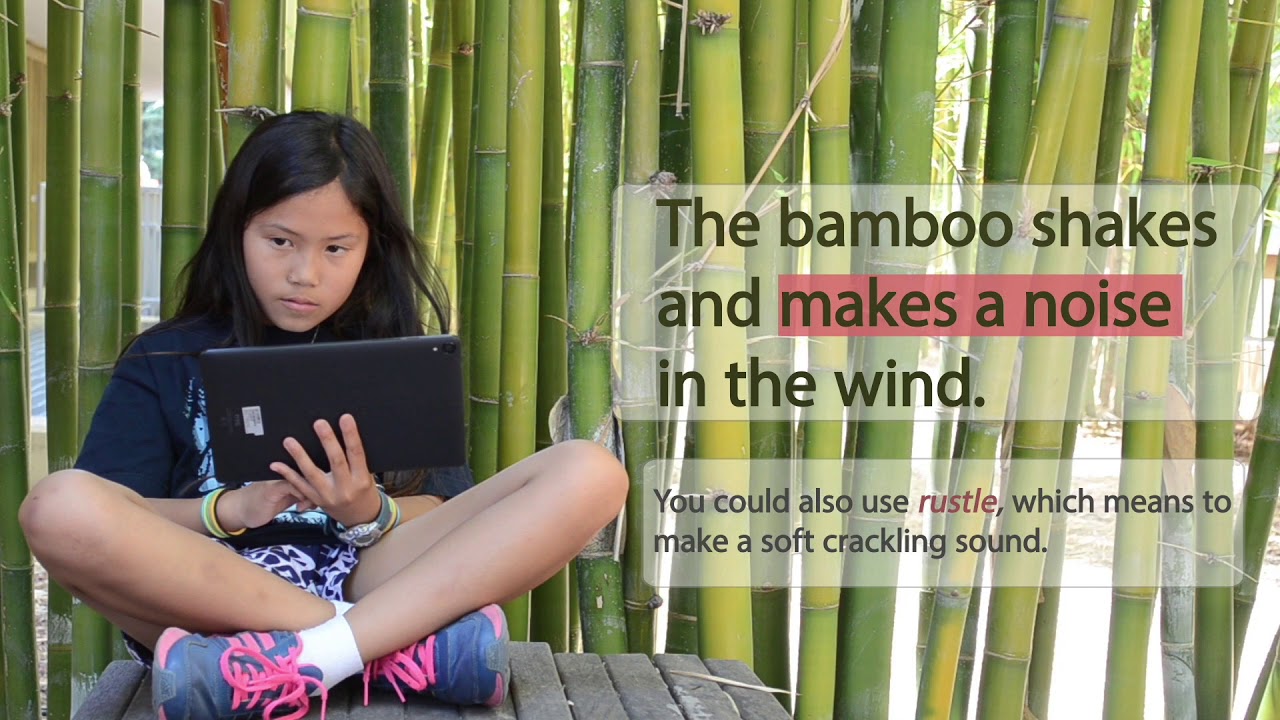 The bamboo shakes
and makes a noise
in the wind.
You could also use rustle, which means to
make a soft crackling sound.